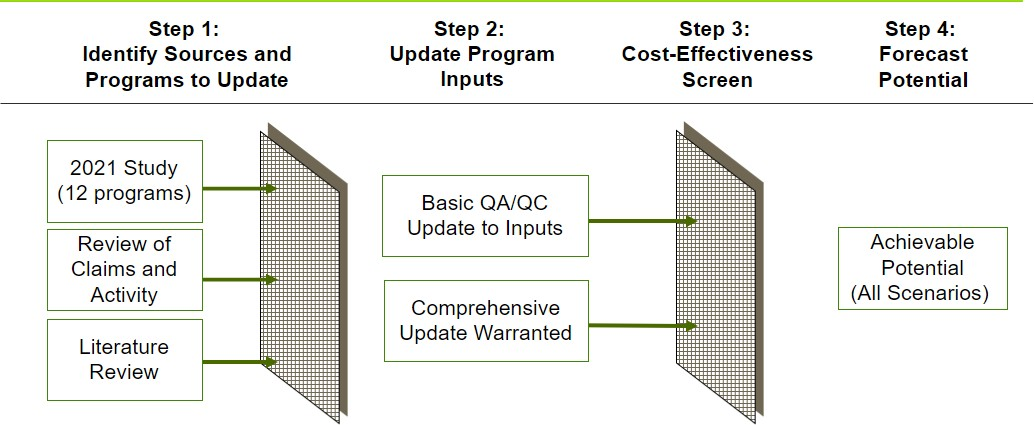 Step 1:
Identify Sources and
Programs to Update
Step 2:
Update Program
Inputs
Step 3:
Cost-Effectiveness
Screen
Step 4:
Forecast
Potential
2021 Study
(12 programs)
Review of
Claims and
Activity
Literature
Review
Basic QA/QC
Update to Inputs
Comprehensive
Update Warranted
Achievable
Potential
(All Scenarios)